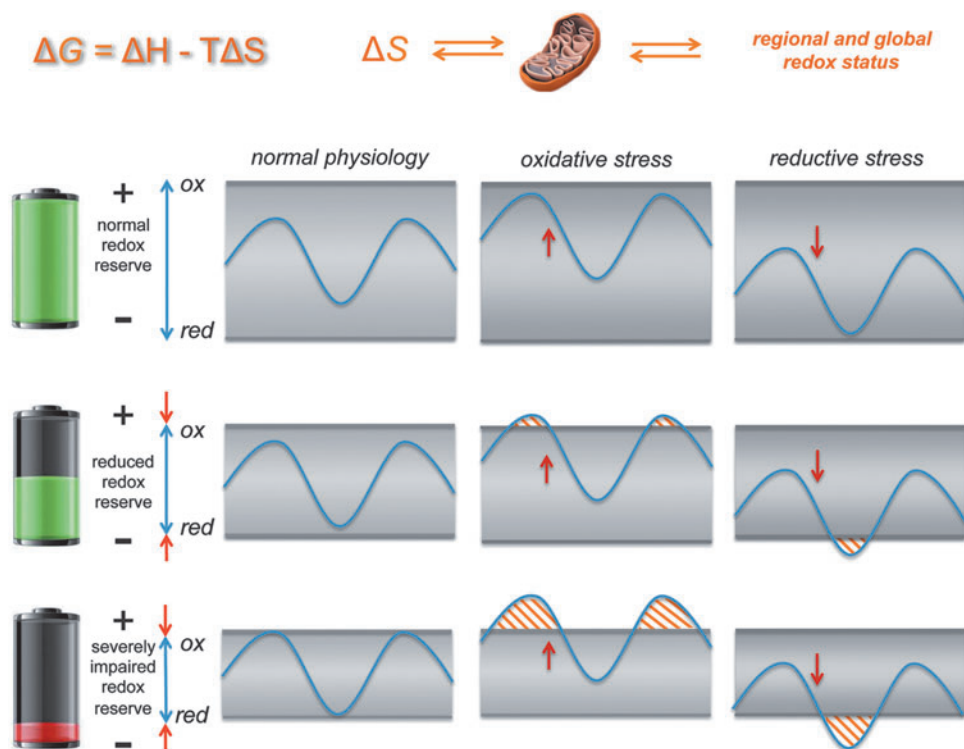 ΔG = ΔH - TΔS
ΔS
regional and global
redox status
normal physiology
oxidative stress
reductive stress
+
normal
redox
reserve
-
ox
red
+
reduced
redox
reserve
-
ox
red
+
severely
impaired
redox
reserve
-
ox
red